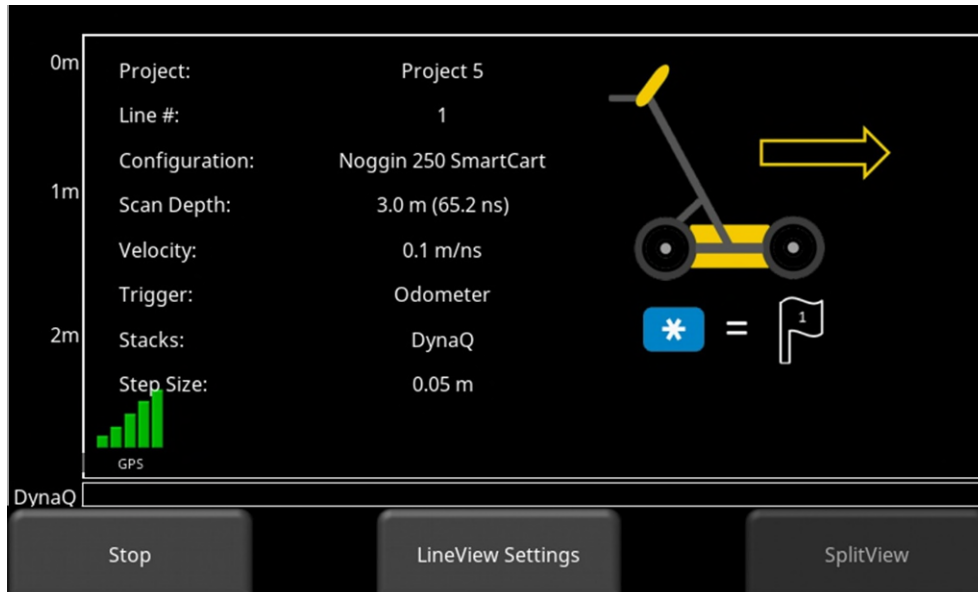 0m
Project: Project 5
Line #: 1
Configuration: Noggin 250 SmartCart
1m
Scan Depth: 3.0 m (65.2 ns)
Velocity: 0.1 m/ns
Trigger: Odometer
* = 1
2m
Stacks: DynaQ
Step Size: 0.05 m
GPS
DynaQ
Stop LineView Settings SplitView